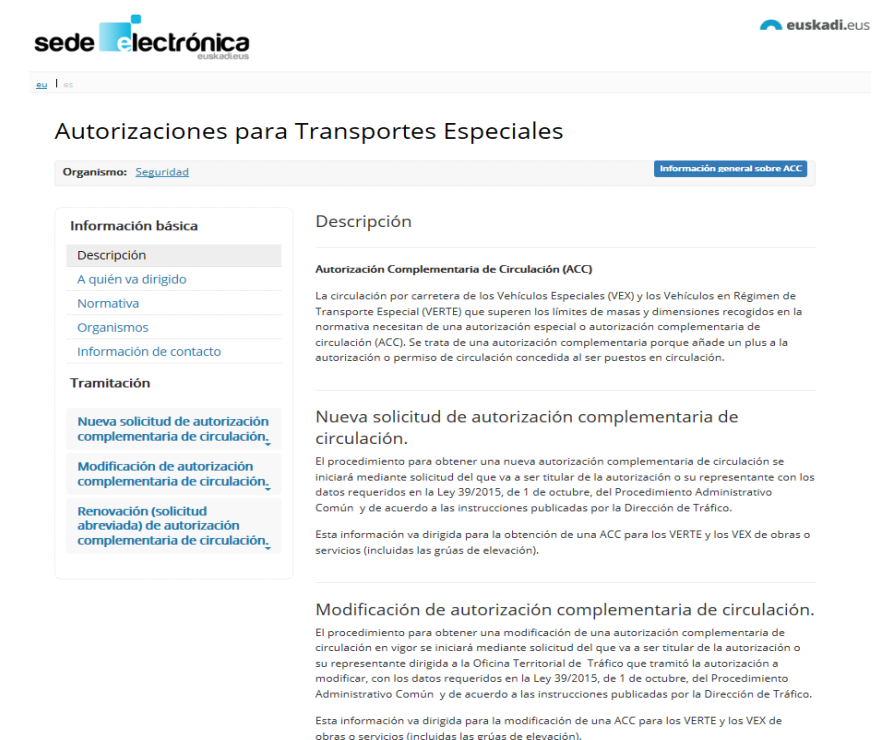 sede electrónica
euskadi.eus
euskadi.eus
eu | es
Autorizaciones para Transportes Especiales
Organismo: Seguridad
Información general sobre ACC
Información básica
Descripción
A quién va dirigido
Normativa
Organismos
Información de contacto
Tramitación
Nueva solicitud de autorización
complementaria de circulación.
Modificación de autorización
complementaria de circulación.
Renovación (solicitud
abreviada) de autorización
complementaria de circulación.
Descripción
Autorización Complementaria de Circulación (ACC)
La circulación por carretera de los Vehículos Especiales (VEX) y los Vehículos en Régimen de
Transporte Especial (VERTE) que superen los límites de masas y dimensiones recogidos en la
normativa necesitan de una autorización especial o autorización complementaria de
circulación (ACC). Se trata de una autorización complementaria porque añade un plus a la
autorización o permiso de circulación concedida al ser puestos en circulación.
Nueva solicitud de autorización complementaria de
circulación.
El procedimiento para obtener una nueva autorización complementaria de circulación se
iniciará mediante solicitud del que va a ser titular de la autorización o su representante con los
datos requeridos en la Ley 39/2015, de 1 de octubre, del Procedimiento Administrativo
Común y de acuerdo a las instrucciones publicadas por la Dirección de Tráfico.
Esta información va dirigida para la obtención de una ACC para los VERTE y los VEX de obras o
servicios (incluidas las grúas de elevación).
Modificación de autorización complementaria de circulación.
El procedimiento para obtener una modificación de una autorización complementaria de
circulación en vigor se iniciará mediante solicitud del que va a ser titular de la autorización o
su representante dirigida a la Oficina Territorial de Tráfico que tramitó la autorización a
modificar, con los datos requeridos en la Ley 39/2015, de 1 de octubre, del Procedimiento
Administrativo Común y de acuerdo a las instrucciones publicadas por la Dirección de Tráfico.
Esta información va dirigida para la modificación de una ACC para los VERTE y los VEX de
obras o servicios (incluidas las grúas de elevación).